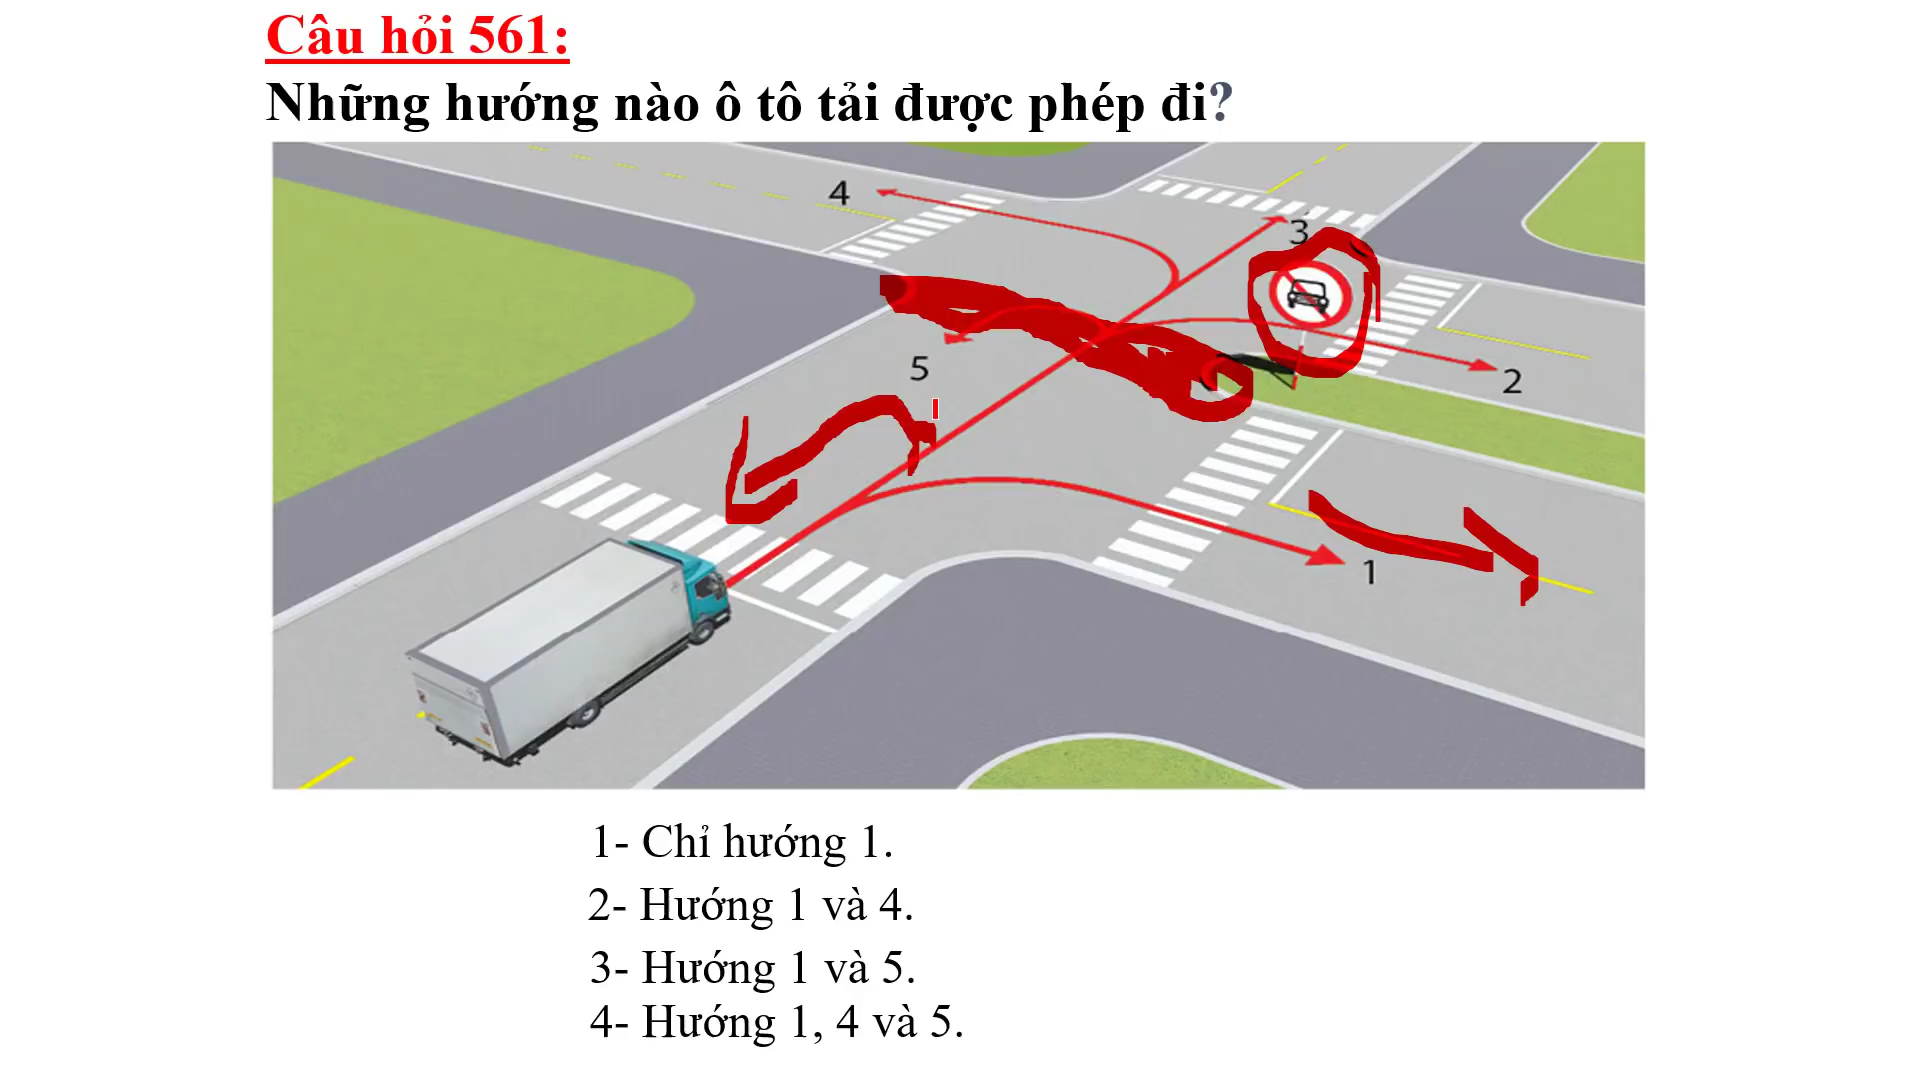 Câu hỏi 561:
Những hướng nào ô tô tải được phép đi?
4
3
5
2
1
1- Chỉ hướng 1.
2- Hướng 1 và 4.
3- Hướng 1 và 5.
4- Hướng 1, 4 và 5.